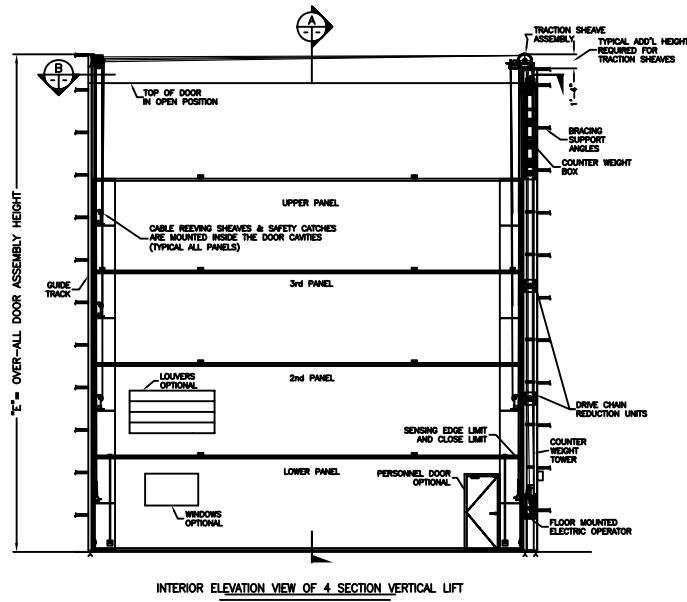 A
TRACTION SHEAVE
ASSEMBLY
TYPICAL ADD'L HEIGHT
REQUIRED FOR
TRACTION SHEAVES
B
1'-4"
TOP OF DOOR
IN OPEN POSITION
BRACING
SUPPORT
ANGLES
COUNTER WEIGHT
BOX
UPPER PANEL
CABLE REEVING SHEAVES & SAFETY CATCHES
ARE MOUNTED INSIDE THE DOOR CAVITIES
(TYPICAL ALL PANELS)
"E"= OVER-ALL DOOR ASSEMBLY HEIGHT
GUIDE
TRACK
3rd PANEL
LOUVERS
OPTIONAL
2nd PANEL
DRIVE CHAIN
REDUCTION UNITS
SENSING EDGE LIMIT
AND CLOSE LIMIT
COUNTER
WEIGHT
TOWER
LOWER PANEL
PERSONNEL DOOR
OPTIONAL
WINDOWS
OPTIONAL
FLOOR MOUNTED
ELECTRIC OPERATOR
INTERIOR ELEVATION VIEW OF 4 SECTION VERTICAL LIFT